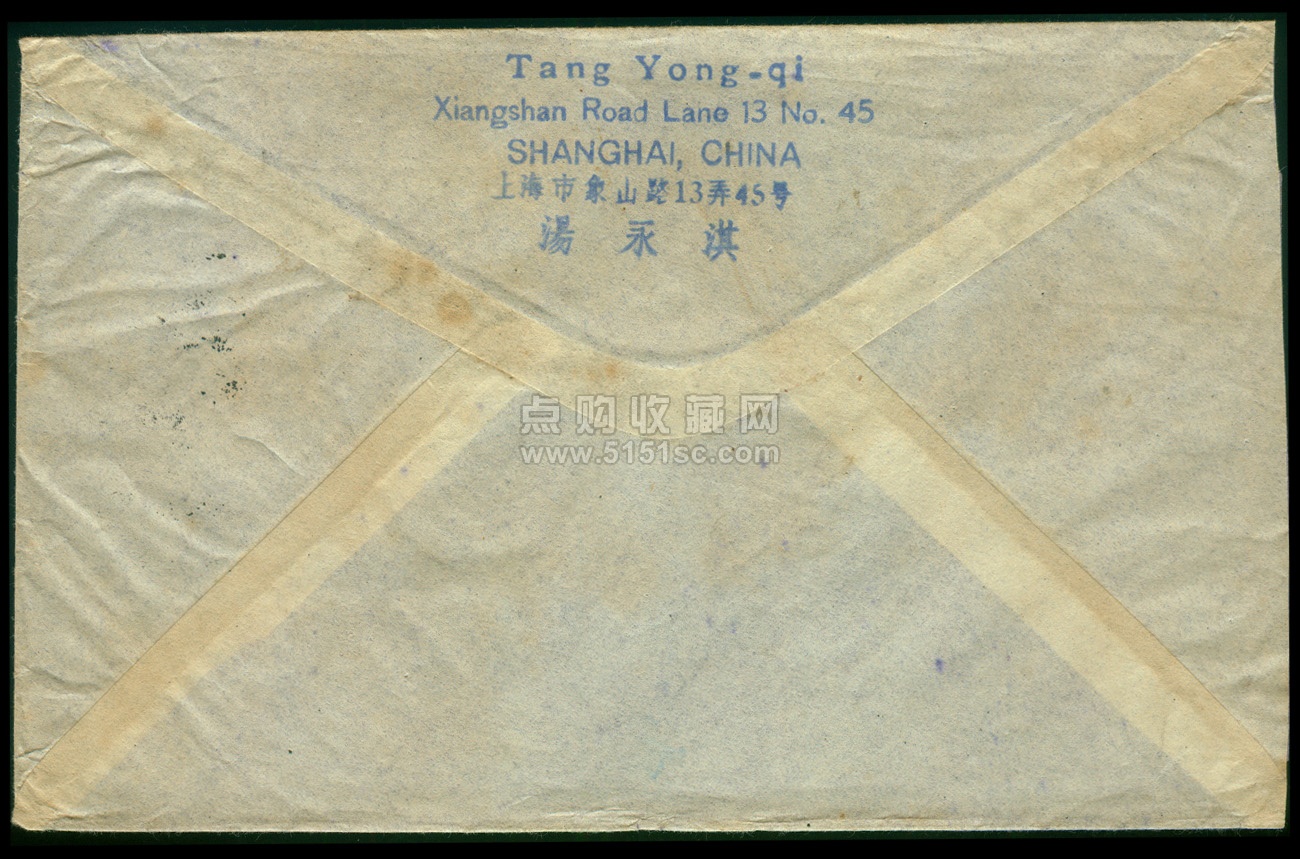 Tang Yong-qi
Xiangshan Road Lane 13 No. 45
SHANGHAI, CHINA
上海市象山路13弄45号
湯永淇
点购收藏网
www.5151sc.com